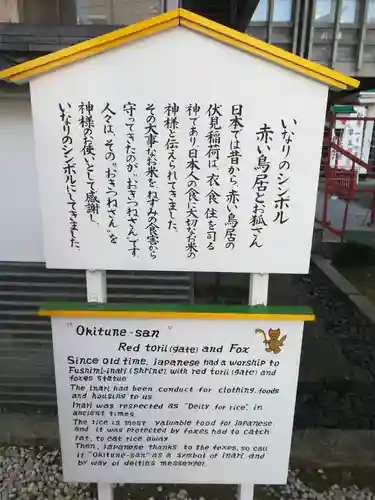 いなりのシンボル
赤い鳥居とお狐さん
日本では昔から、赤い鳥居の
伏見稲荷は、衣、食、住を司る
神であり、日本人の食に大切なお米の
神様と伝えられてきました。
その大事なお米を、ねずみの食害から
守ってきたのが、“おきつねさん”です。
人々は、その“おきつねさん”を
神様のお使いとして感謝し、
いなりのシンボルにしてきました。
"Okitune-san"
Red torii(gate) and Fox
Since old time, japanese had a worship to
Fushimi-inari (shrine) with red torii(gate) and
foxes statue
The inari had been conduct for clothing, foods
and housing to us
Inari was respected as "Deity for rice", in
ancient times
The rice is most valuable food for japanese
and it was protected by foxes had to catch
rat, to eat rice away
Then, japanese thanks to the foxes, so call
it "Okitune-san" as a symbol of inari and
by way of deities messenger.